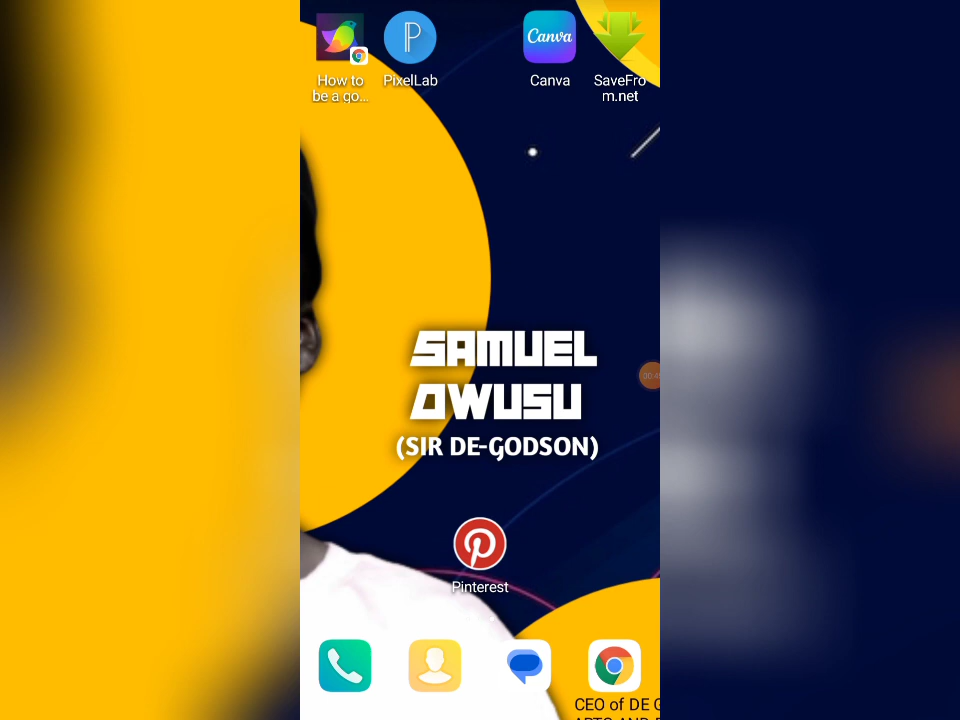 Canva
How to
be a go...
PixelLab
Canva
SaveFro
m.net
SAMUEL
OWUSU
(SIR DE-GODSON)
Pinterest
CEO of DE G